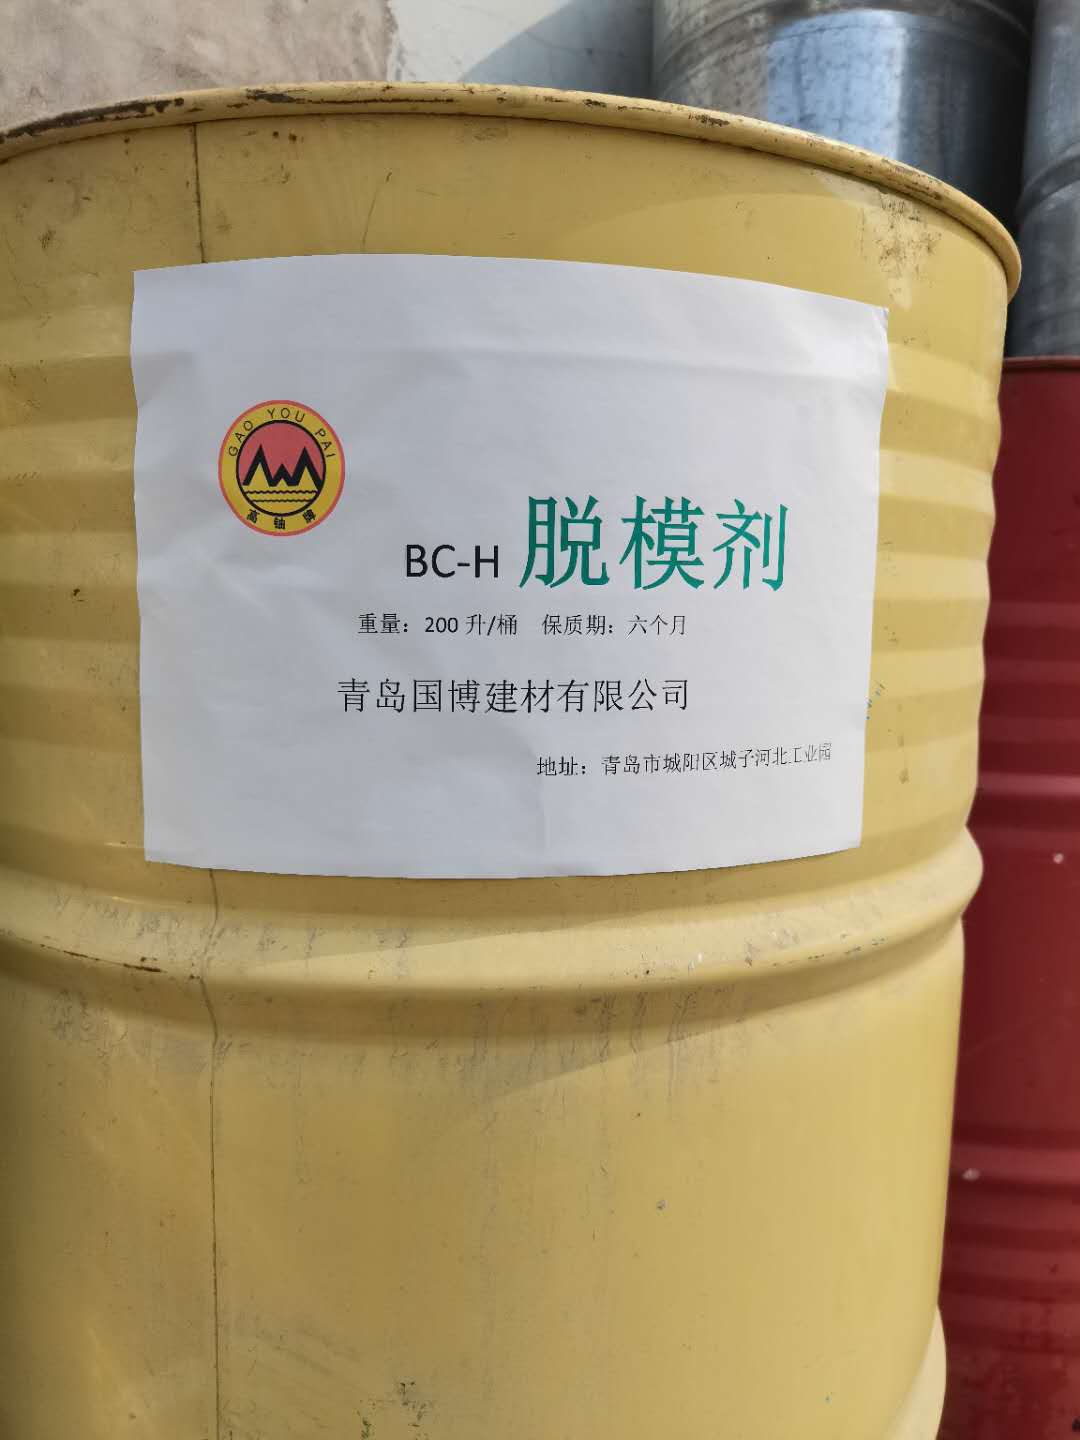 GAO YOU PAI
高铀牌
BC-H 脱模剂
重量：200 升/桶 保质期：六个月
青岛国博建材有限公司
地址：青岛市城阳区城子河北工业园